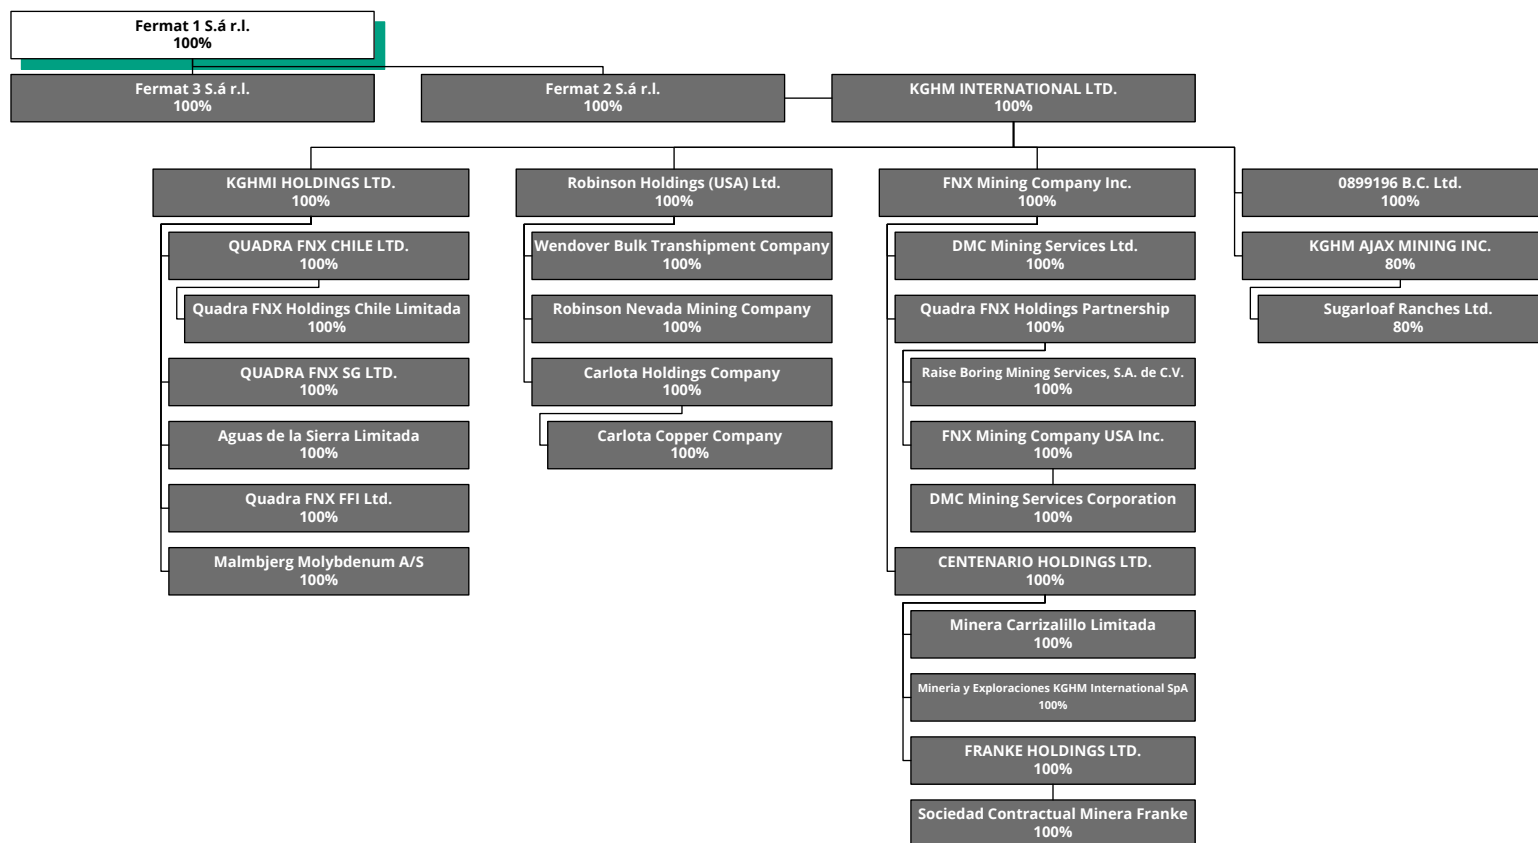 Fermat 1 S.á r.l.
100%
Fermat 3 S.á r.l.
100%
Fermat 2 S.á r.l.
100%
KGHM INTERNATIONAL LTD.
100%
KGHMI HOLDINGS LTD.
100%
QUADRA FNX CHILE LTD.
100%
Quadra FNX Holdings Chile Limitada
100%
QUADRA FNX SG LTD.
100%
Aguas de la Sierra Limitada
100%
Quadra FNX FFI Ltd.
100%
Malmbjerg Molybdenum A/S
100%
Robinson Holdings (USA) Ltd.
100%
Wendover Bulk Transhipment Company
100%
Robinson Nevada Mining Company
100%
Carlota Holdings Company
100%
Carlota Copper Company
100%
FNX Mining Company Inc.
100%
DMC Mining Services Ltd.
100%
Quadra FNX Holdings Partnership
100%
Raise Boring Mining Services, S.A. de C.V.
100%
FNX Mining Company USA Inc.
100%
DMC Mining Services Corporation
100%
CENTENARIO HOLDINGS LTD.
100%
Minera Carrizalillo Limitada
100%
Mineria y Exploraciones KGHM International SpA
100%
FRANKE HOLDINGS LTD.
100%
Sociedad Contractual Minera Franke
100%
0899196 B.C. Ltd.
100%
KGHM AJAX MINING INC.
80%
Sugarloaf Ranches Ltd.
80%